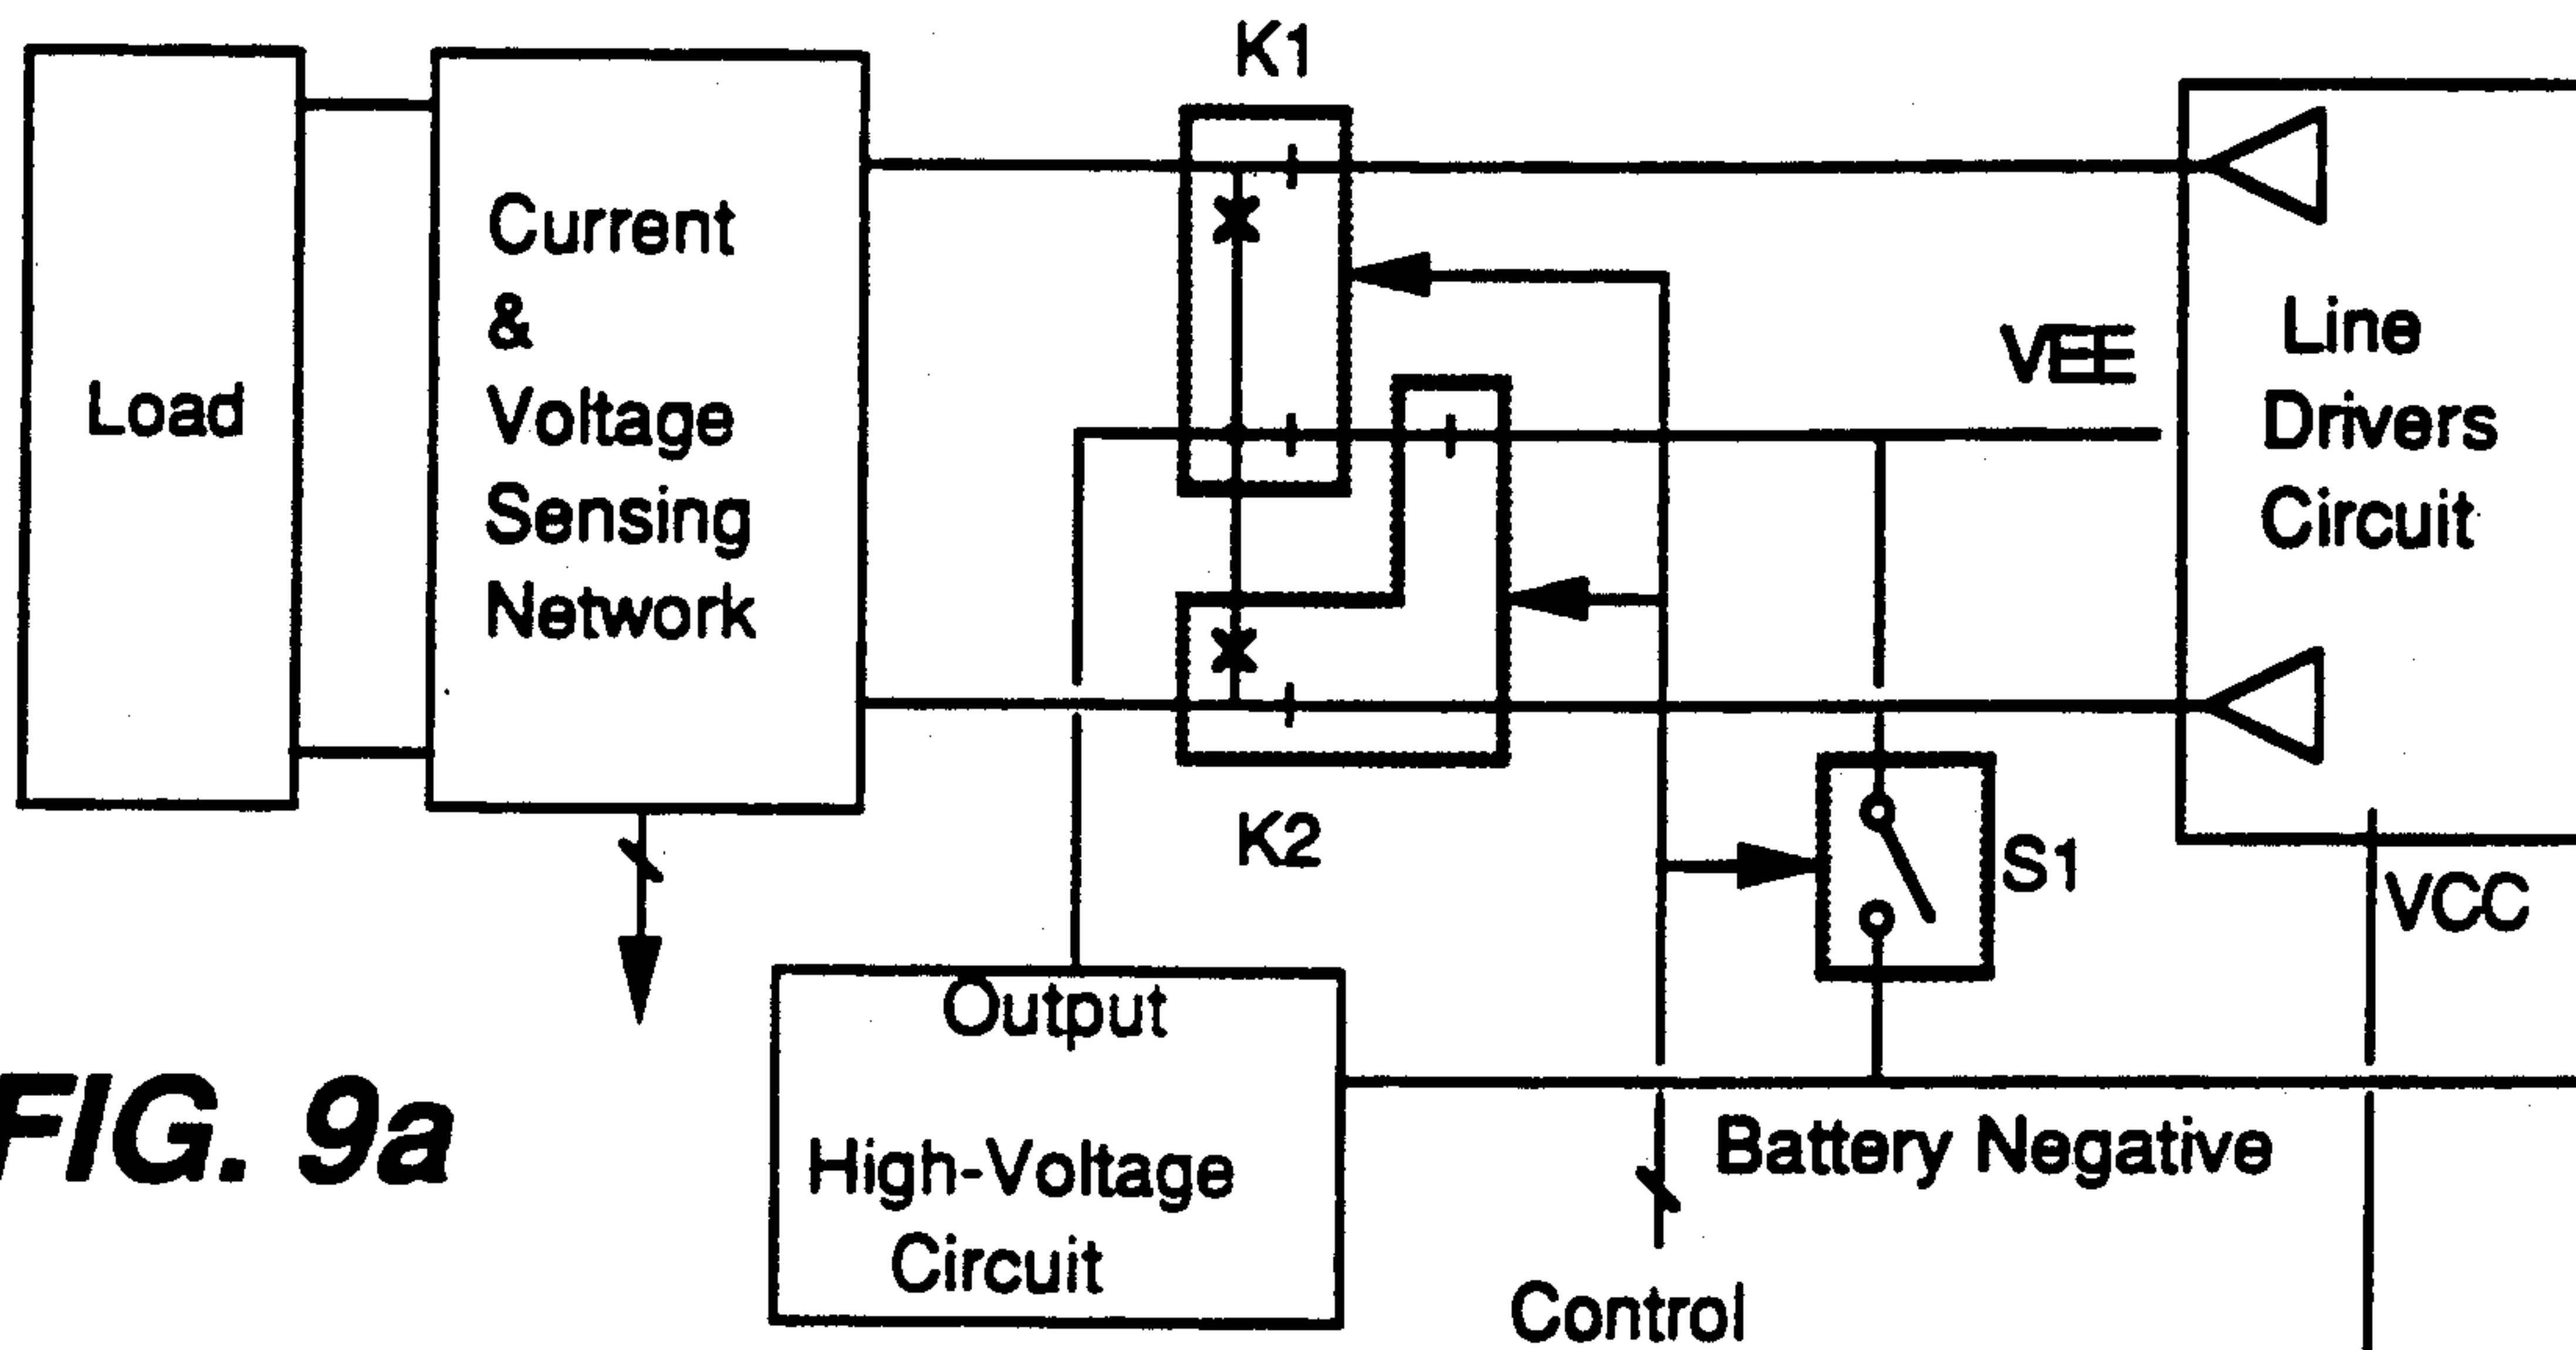 K1
Load
Current
&
Voltage
Sensing
Network
VEE
Line
Drivers
Circuit
K2
S1
VCC
Output
High-Voltage
Circuit
Battery Negative
Control
FIG. 9a